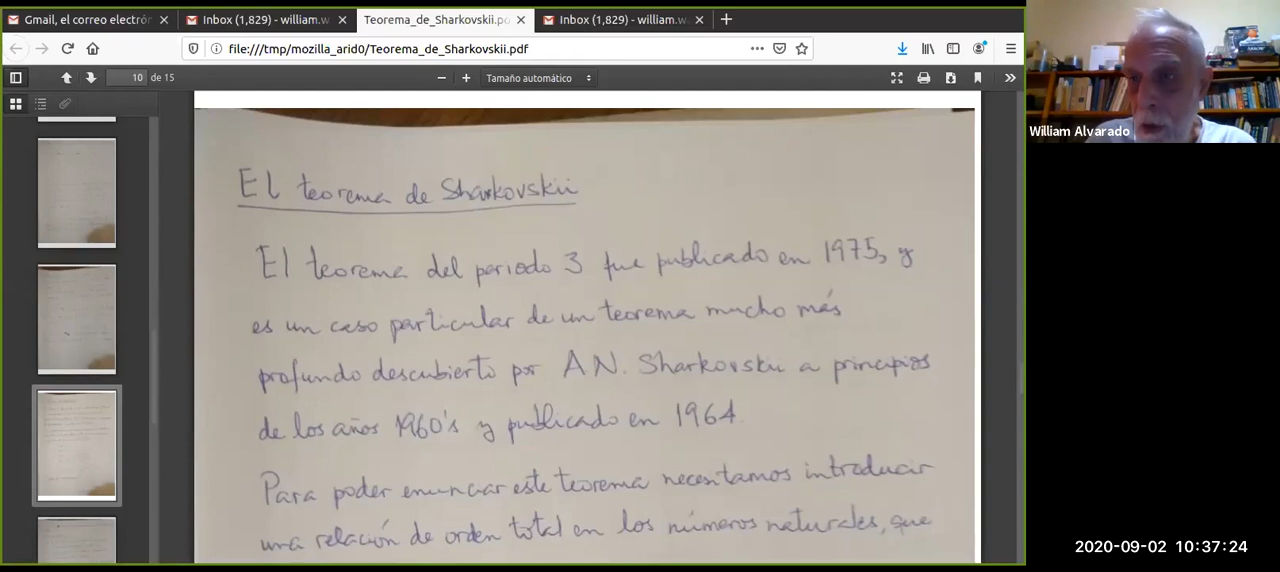 Gmail, el correo electrór
Inbox (1,829) - william.w
Teorema_de_Sharkovskii.p
Inbox (1,829) - william.w
file:///tmp/mozilla_arid0/Teorema_de_Sharkovskii.pdf
10 de 15
Tamaño automático
William Alvarado
El teorema de Sharkovskii
El teorema del periodo 3 fue publicado en 1975, y
es un caso particular de un teorema mucho más
profundo descubierto por A.N. Sharkovskii a principios
de los años 1960's y publicado en 1964.
Para poder enunciar este teorema necesitamos introducir
una relación de orden total en los números naturales, que
2020-09-02 10:37:24